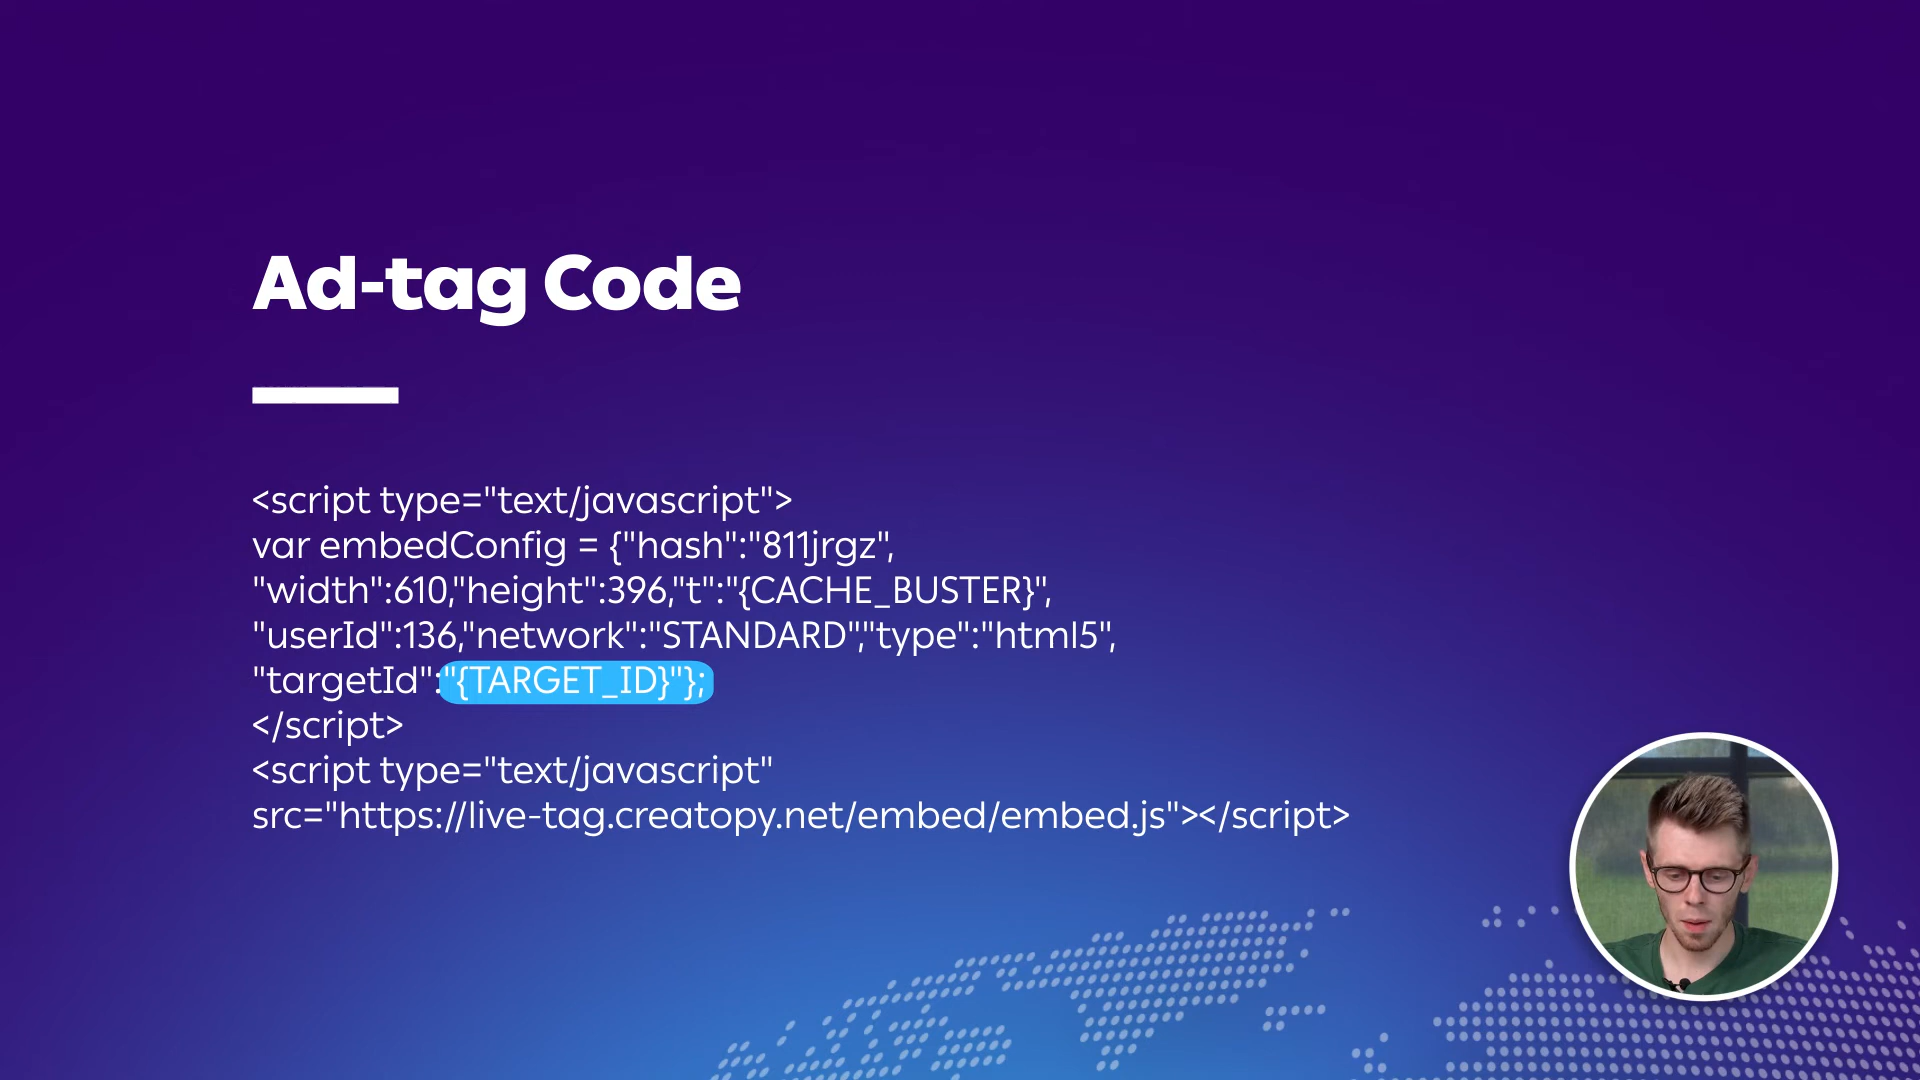 Ad-tag Code
<script type="text/javascript">
var embedConfig = {"hash":"811jrgz",
"width":610,"height":396,"t":"{CACHE_BUSTER}",
"userId":136,"network":"STANDARD","type":"html5",
"targetId":"{TARGET_ID}"};
</script>
<script type="text/javascript"
src="https://live-tag.creatopy.net/embed/embed.js"></script>